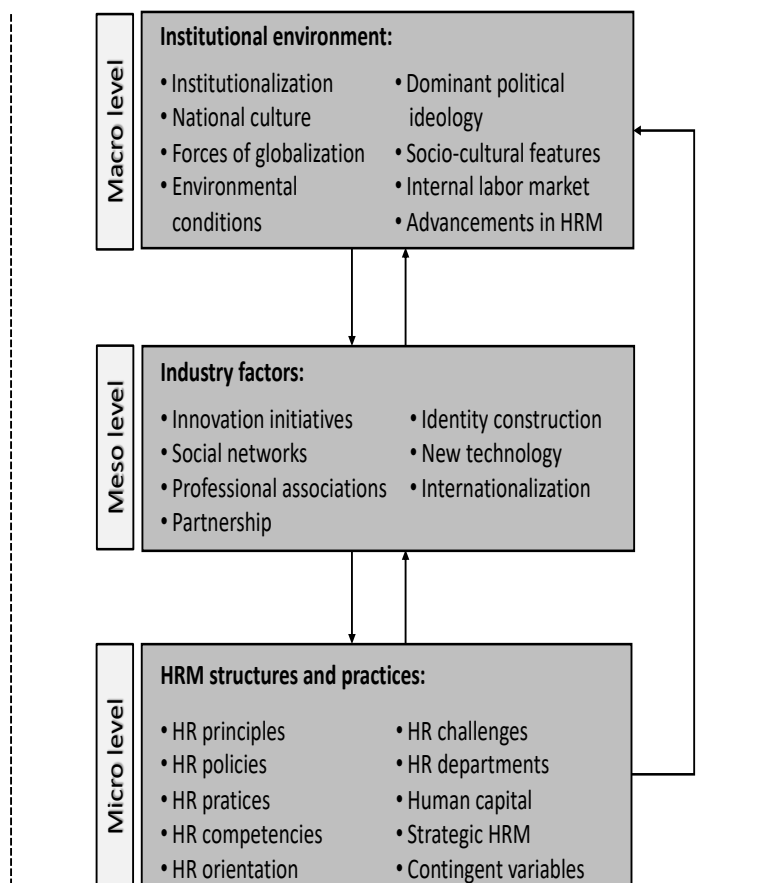 Macro level
Institutional environment:
• Institutionalization
• National culture
• Forces of globalization
• Environmental
conditions
• Dominant political
ideology
• Socio-cultural features
• Internal labor market
• Advancements in HRM
Meso level
Industry factors:
• Innovation initiatives
• Social networks
• Professional associations
• Partnership
• Identity construction
• New technology
• Internationalization
Micro level
HRM structures and practices:
• HR principles
• HR policies
• HR pratices
• HR competencies
• HR orientation
• HR challenges
• HR departments
• Human capital
• Strategic HRM
• Contingent variables